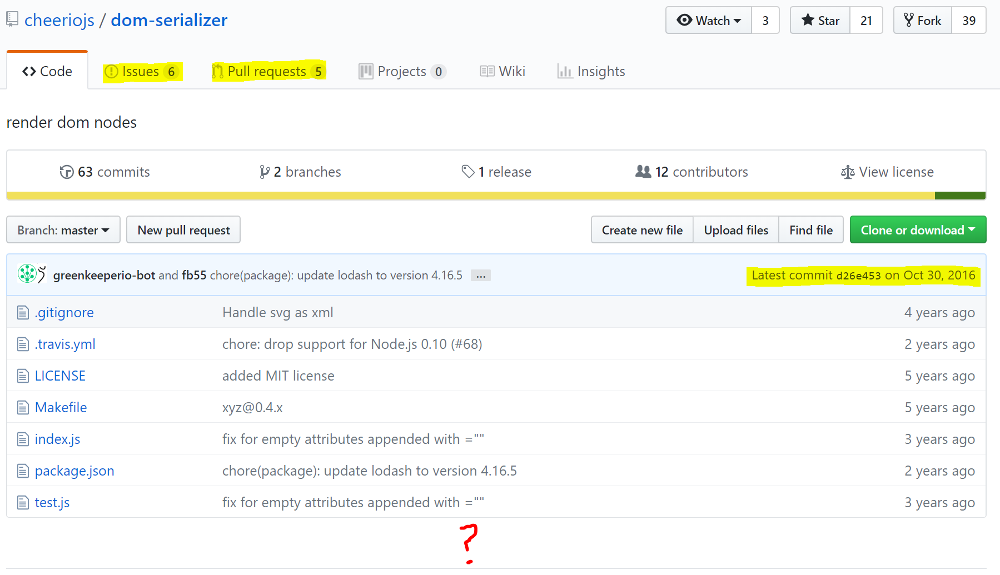 cheeriojs / dom-serializer
Watch 3 Star 21 Fork 39
Code Issues 6 Pull requests 5 Projects 0 Wiki Insights
render dom nodes
63 commits 2 branches 1 release 12 contributors View license
Branch: master New pull request Create new file Upload files Find file Clone or download
greenkeeperio-bot and fb55 chore(package): update lodash to version 4.16.5 ... Latest commit d26e453 on Oct 30, 2016
.gitignore Handle svg as xml 4 years ago
.travis.yml chore: drop support for Node.js 0.10 (#68) 2 years ago
LICENSE added MIT license 5 years ago
Makefile xyz@0.4.x 5 years ago
index.js fix for empty attributes appended with ="" 3 years ago
package.json chore(package): update lodash to version 4.16.5 2 years ago
test.js fix for empty attributes appended with ="" 3 years ago
?